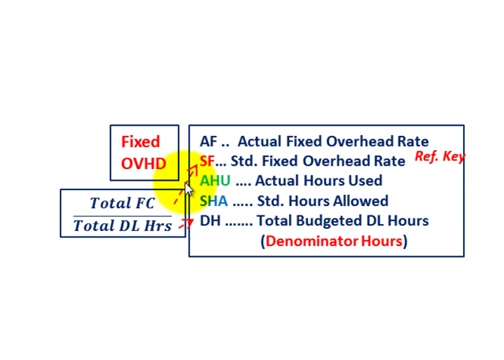 Fixed
OVHD
Total FC
Total DL Hrs
AF .. Actual Fixed Overhead Rate
SF... Std. Fixed Overhead Rate
Ref. Key
AHU .... Actual Hours Used
SHA ..... Std. Hours Allowed
DH ....... Total Budgeted DL Hours
(Denominator Hours)